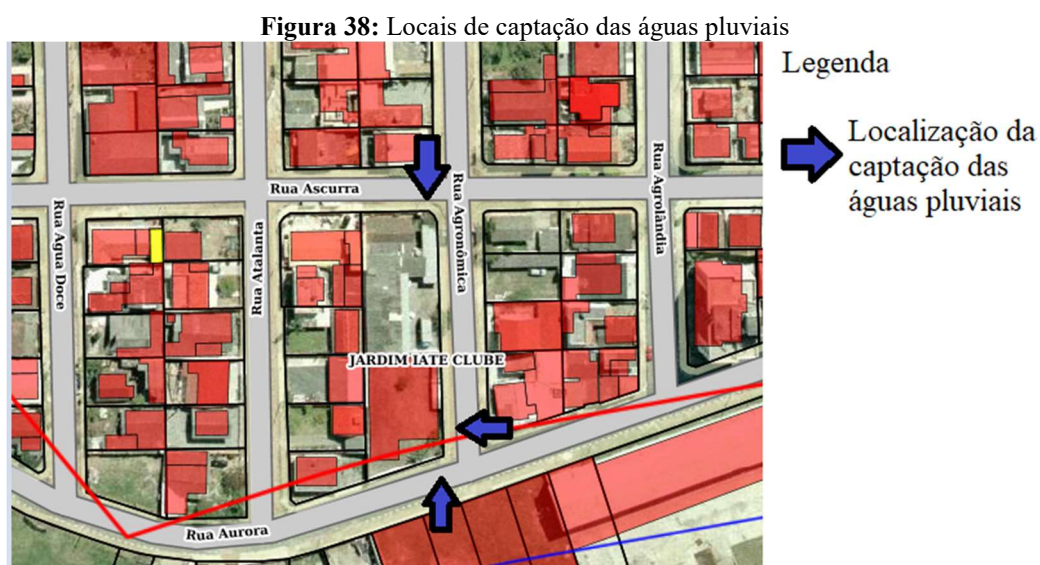 Figura 38: Locais de captação das águas pluviais
Legenda
Localização da
captação das
águas pluviais
Rua Ascurra
Rua Agua Doce
Rua Atalanta
Rua Agronômica
Rua Agrolândia
JARDIM IATE CLUBE
Rua Aurora